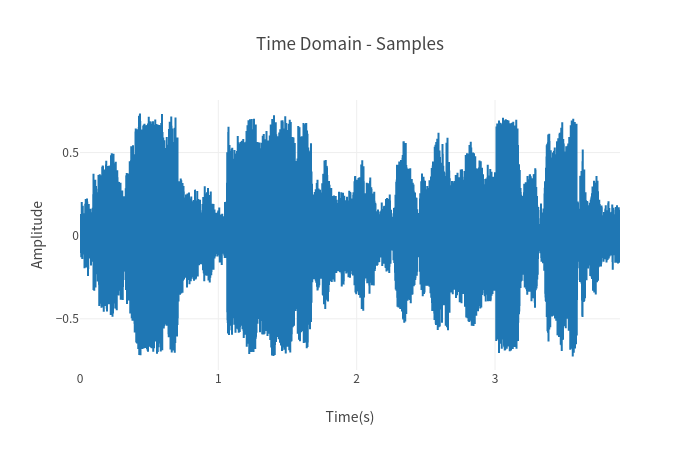 Time Domain - Samples
Amplitude
0.5
0
−0.5
0 1 2 3
Time(s)